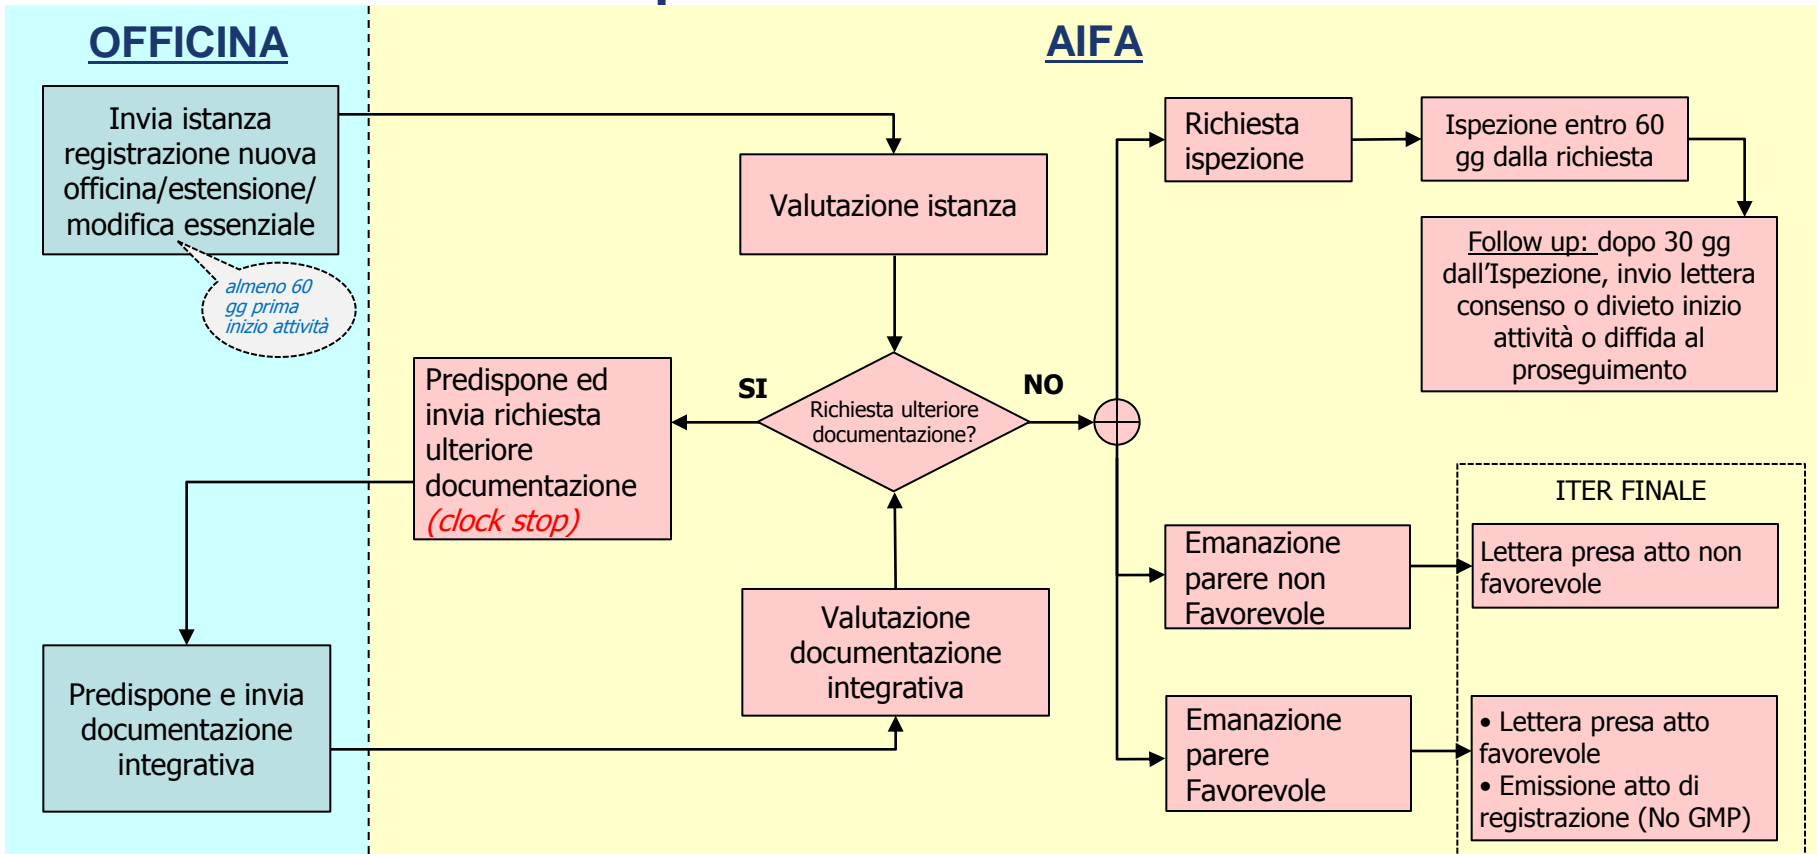 OFFICINA
AIFA
Invia istanza
registrazione nuova
officina/estensione/
modifica essenziale
almeno 60
gg prima
inizio attività
Valutazione istanza
Richiesta
ispezione
Ispezione entro 60
gg dalla richiesta
Follow up: dopo 30 gg
dall'Ispezione, invio lettera
consenso o divieto inizio
attività o diffida al
proseguimento
Predispone ed
invia richiesta
ulteriore
documentazione
(clock stop)
SI
Richiesta ulteriore
documentazione?
NO
ITER FINALE
Emanazione
parere non
Favorevole
Lettera presa atto non
favorevole
Valutazione
documentazione
integrativa
Predispone e invia
documentazione
integrativa
Emanazione
parere
Favorevole
• Lettera presa atto
favorevole
• Emissione atto di
registrazione (No GMP)